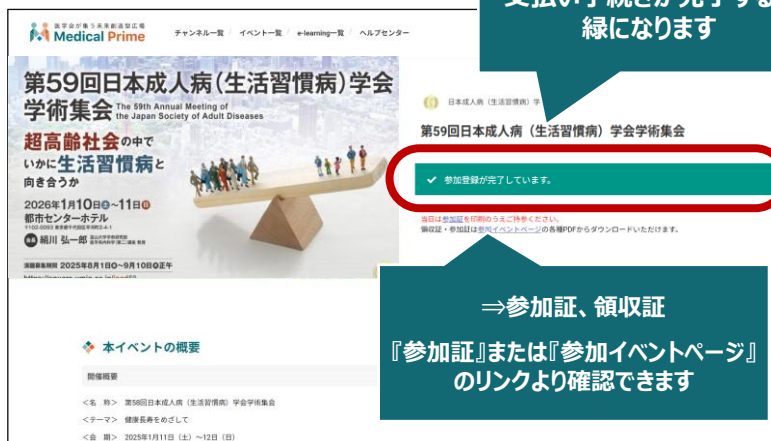 医学会が集う未来創造型広場
Medical Prime
チャンネル一覧 イベント一覧 e-learning一覧 ヘルプセンター
支払い手続きが完了する
緑になります
第59回日本成人病(生活習慣病)学会
学術集会 The 59th Annual Meeting of
the Japan Society of Adult Diseases
超高齢社会の中で
いかに生活習慣病と
向き合うか
2026年1月10日土~11日日
都市センターホテル
会長 絹川 弘一郎
演題募集期間 2025年8月1日~9月10日正午
日本成人病(生活習慣病)学
第59回日本成人病(生活習慣病)学会学術集会
✓ 参加登録が完了しています。
当日は参加証を印刷のうえご持参ください。
領収証・参加証は参加イベントページの各種PDFからダウンロードいただけます。
⇒参加証、領収証
『参加証』または『参加イベントページ』
のリンクより確認できます
本イベントの概要
開催概要
<名 称> 第58回日本成人病(生活習慣病)学会学術集会
<テーマ> 健康長寿をめざして
<会 期> 2025年1月11日(土)~12日(日)